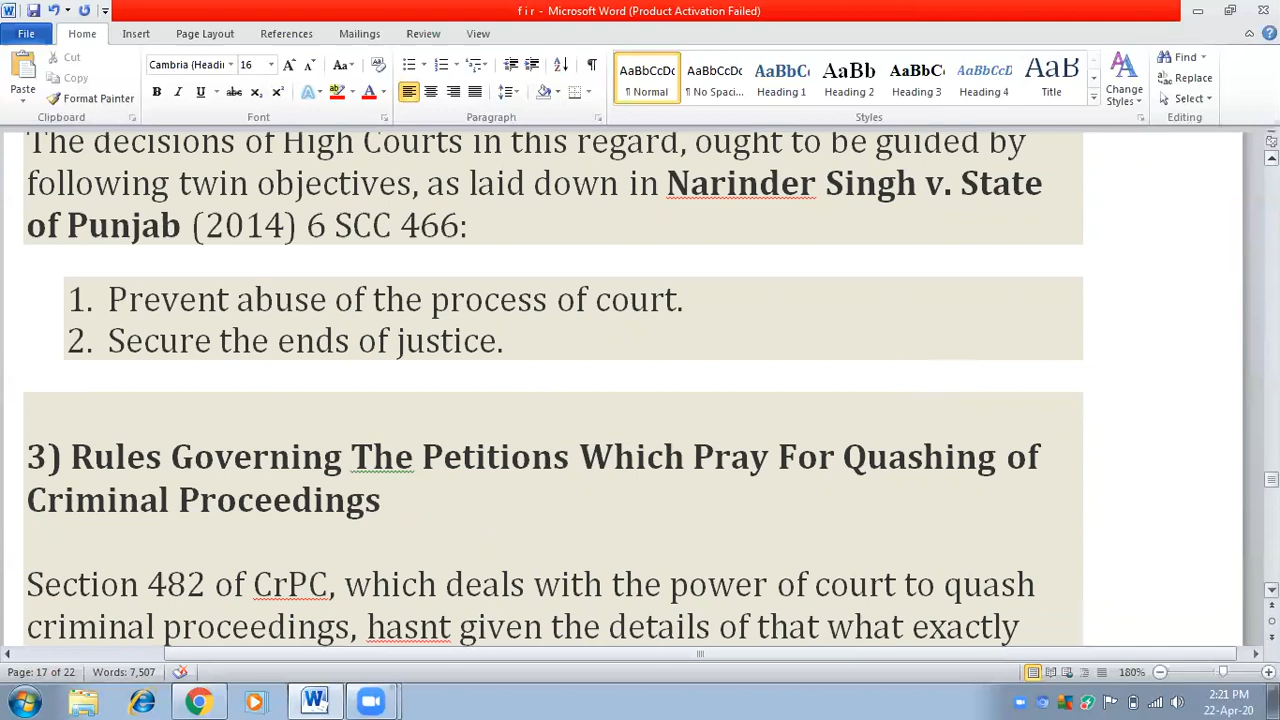 f i r - Microsoft Word (Product Activation Failed)
File Home Insert Page Layout References Mailings Review View
Paste
Cut
Copy
Format Painter
Clipboard
Cambria (Headi 16
Font
Paragraph
AaBbCcDc AaBbCcDc AaBbC AaBb AaBbC AaBbCcD AaB
¶ Normal ¶ No Spaci... Heading 1 Heading 2 Heading 3 Heading 4 Title
Change
Styles
Styles
Find
Replace
Select
Editing
The decisions of High Courts in this regard, ought to be guided by
following twin objectives, as laid down in Narinder Singh v. State
of Punjab (2014) 6 SCC 466:
1. Prevent abuse of the process of court.
2. Secure the ends of justice.
3) Rules Governing The Petitions Which Pray For Quashing of
Criminal Proceedings
Section 482 of CrPC, which deals with the power of court to quash
criminal proceedings, hasnt given the details of that what exactly
Page: 17 of 22 Words: 7,507 180%
2:21 PM
22-Apr-20